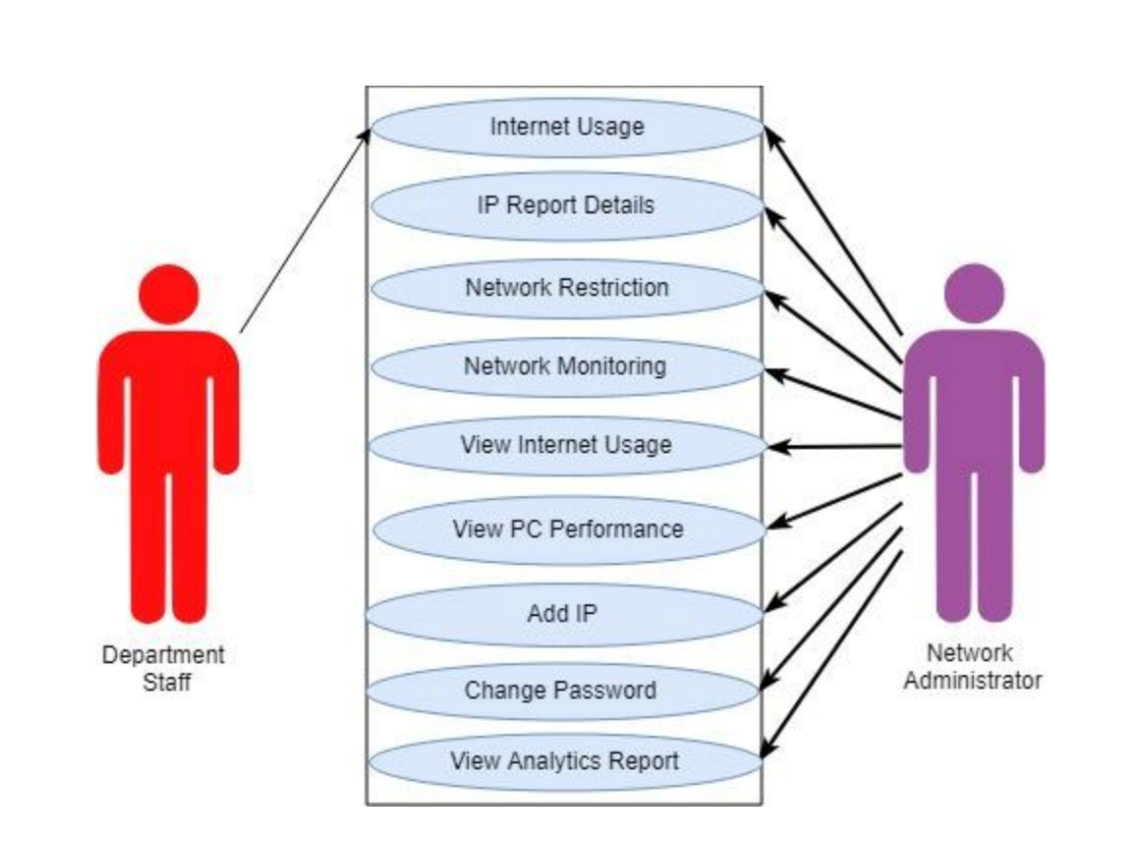 Internet Usage
IP Report Details
Network Restriction
Network Monitoring
View Internet Usage
View PC Performance
Add IP
Change Password
View Analytics Report
Department
Staff
Network
Administrator